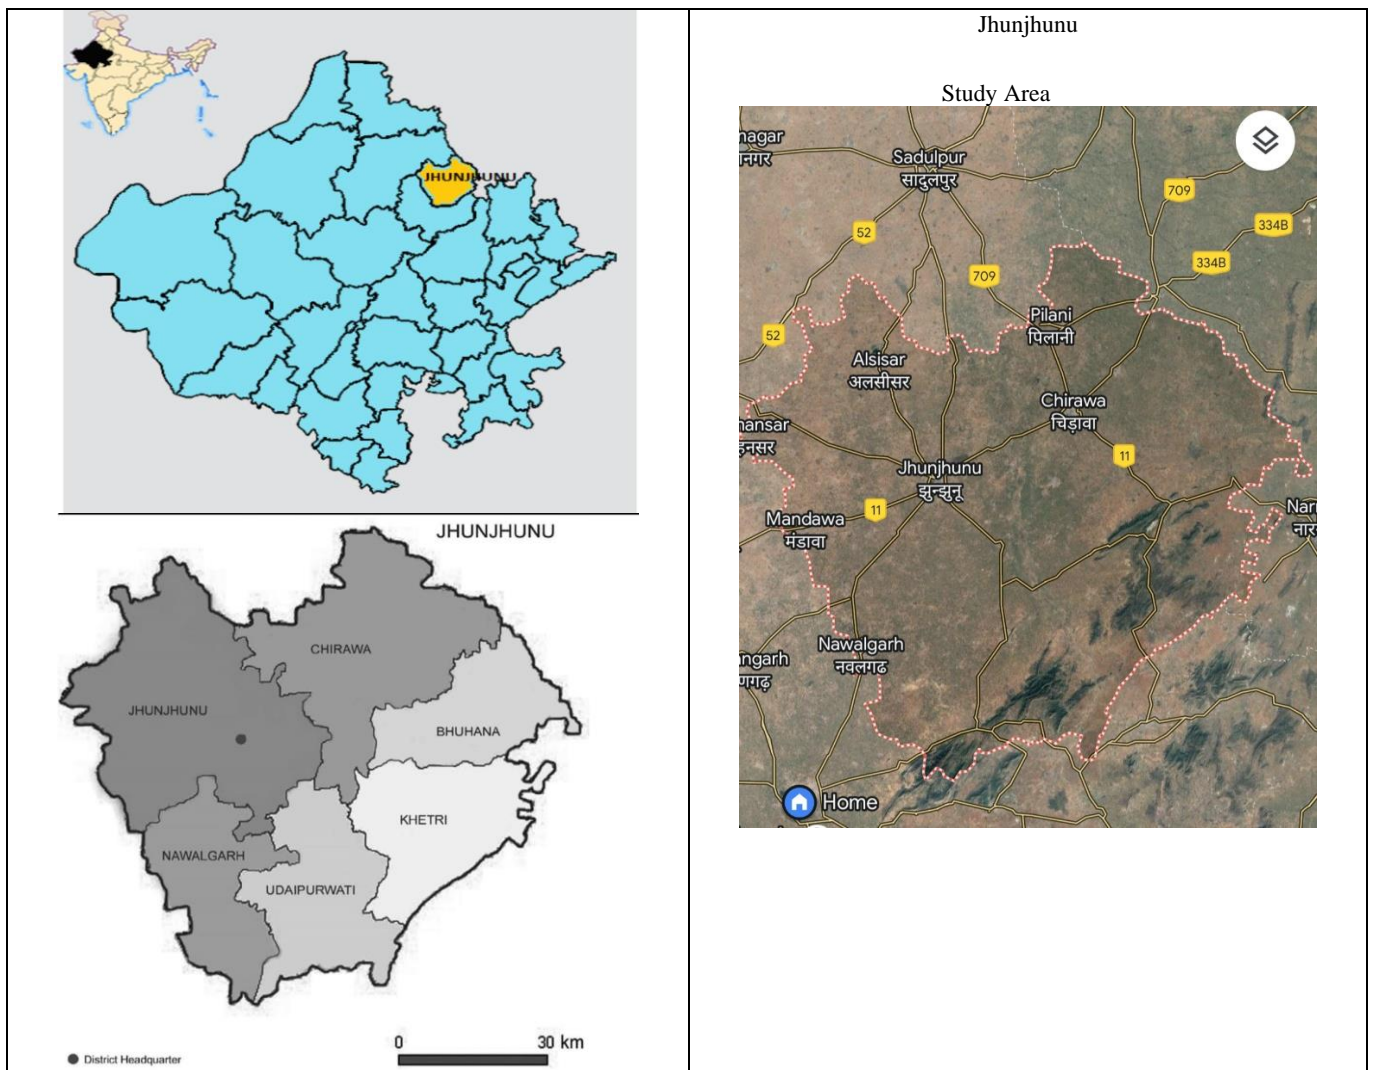 JHUNJHUNU
JHUNJHUNU
CHIRAWA
JHUNJHUNU
BHUHANA
KHETRI
NAWALGARH
UDAIPURWATI
District Headquarter
0 30 km
Jhunjhunu
Study Area
nagar
Sadulpur
सादुलपुर
709
52
334B
334B
709
52
Pilani
पिलानी
Alsisar
अलसीसर
Chirawa
चिड़ावा
11
Jhunjhunu
झुन्झुनू
11
Mandawa
मंडावा
Nawalgarh
नवलगढ
Home